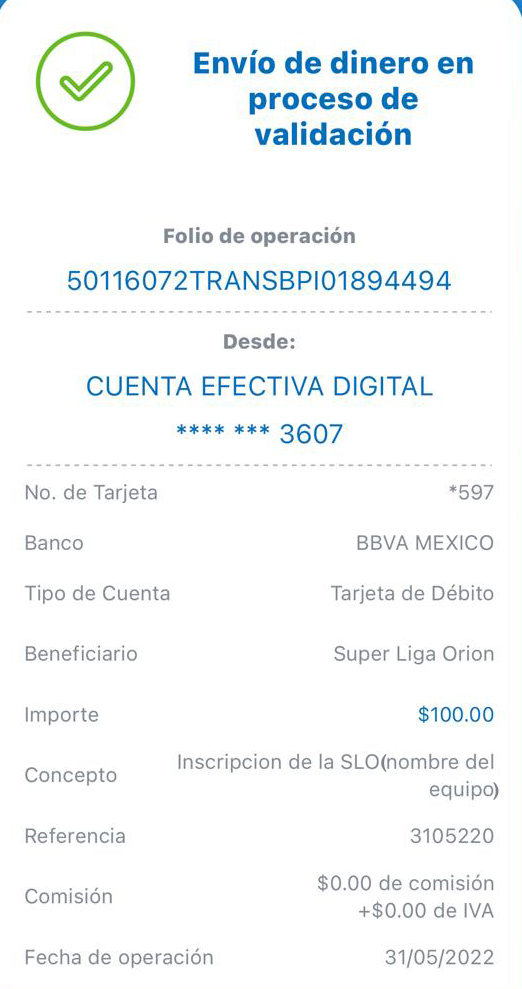 Envío de dinero en
proceso de
validación
Folio de operación
50116072TRANSBPI01894494
Desde:
CUENTA EFECTIVA DIGITAL
**** *** 3607
No. de Tarjeta *597
Banco BBVA MEXICO
Tipo de Cuenta Tarjeta de Débito
Beneficiario Super Liga Orion
Importe $100.00
Concepto Inscripcion de la SLO(nombre del
equipo)
Referencia 3105220
Comisión $0.00 de comisión
+$0.00 de IVA
Fecha de operación 31/05/2022